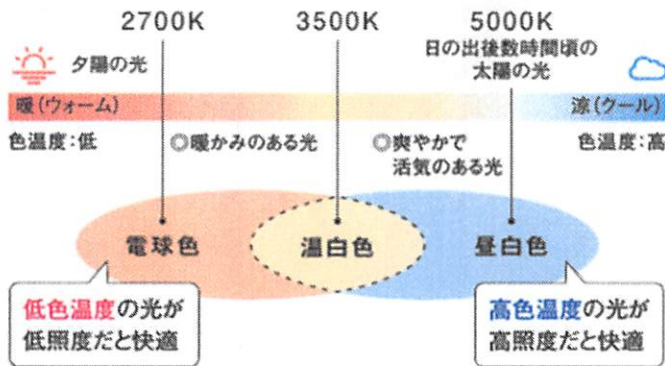 2700K 3500K 5000K
夕陽の光
日の出後数時間頃の
太陽の光
暖(ウォーム) 涼(クール)
色温度:低 ◎暖かみのある光 ◎爽やかで 色温度:高
活気のある光
電球色 温白色 昼白色
低色温度の光が
低照度だと快適
高色温度の光が
高照度だと快適